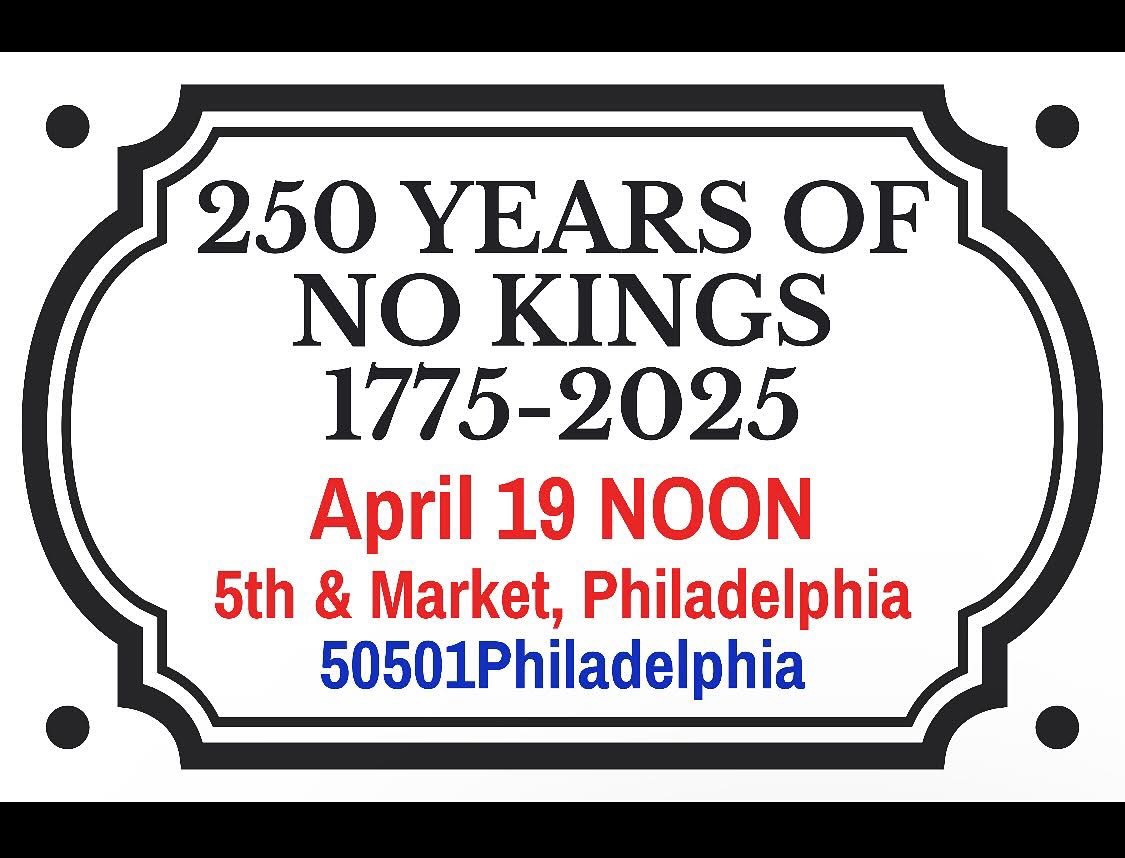 250 YEARS OF
NO KINGS
1775-2025
April 19 NOON
5th & Market, Philadelphia
50501Philadelphia